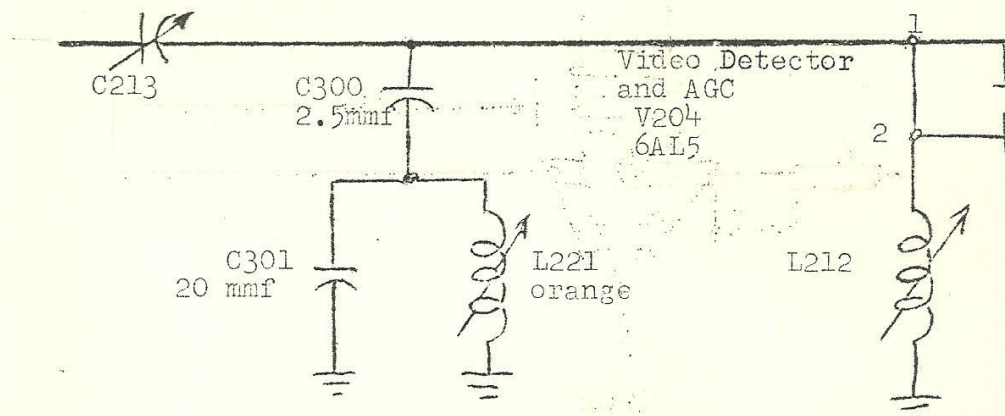 1
C213
C300
2.5mmf
Video Detector
and AGC
V204
6AL5
2
C301
20 mmf
L221
orange
L212